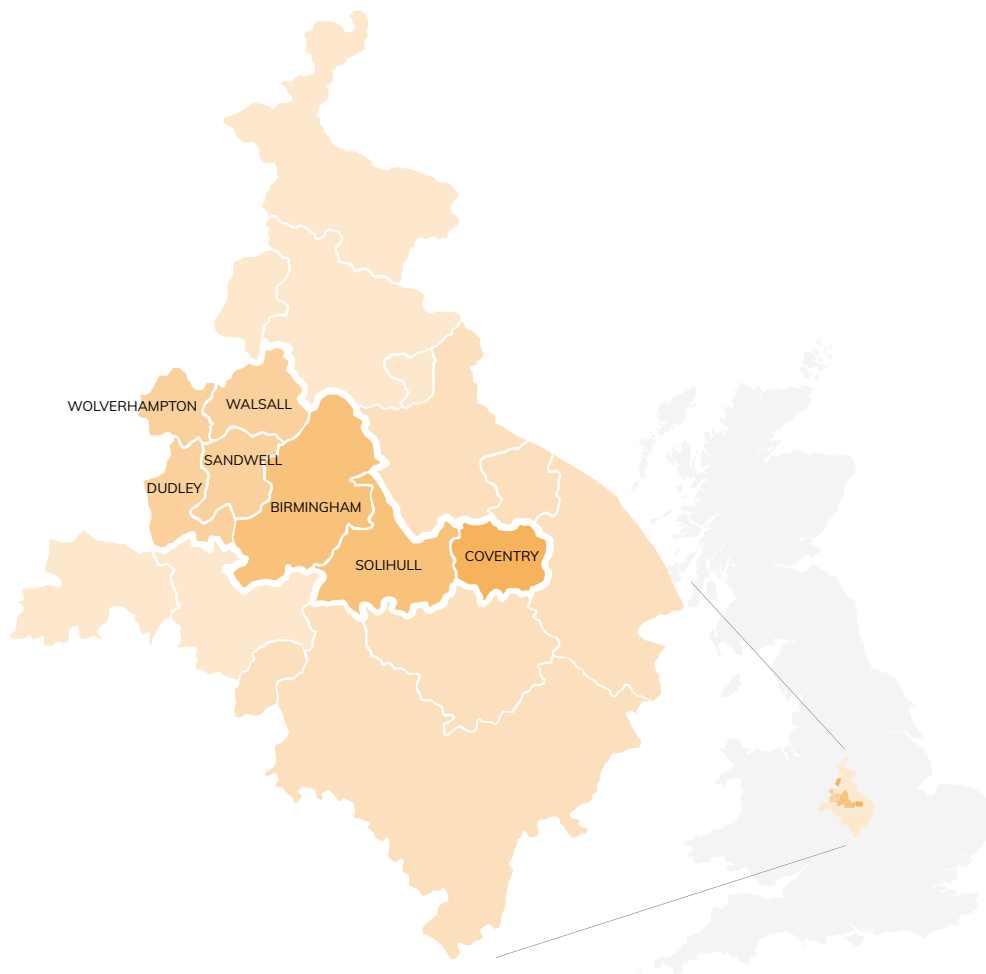 WOLVERHAMPTON
WALSALL
SANDWELL
DUDLEY
BIRMINGHAM
COVENTRY
SOLIHULL